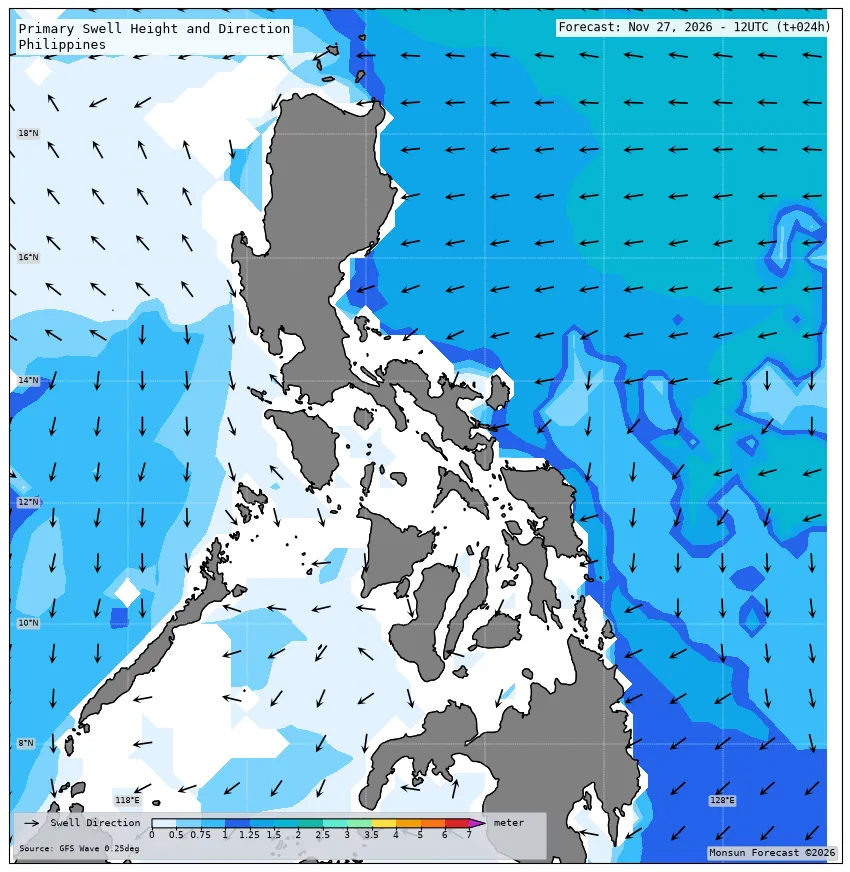 Primary Swell Height and Direction
Philippines
Forecast: Nov 27, 2026 - 12UTC (t+024h)
18°N
16°N
14°N
12°N
10°N
8°N
118°E
128°E
Swell Direction
0 0.5 0.75 1 1.25 1.5 2 2.5 3 3.5 4 5 6 7
meter
Source: GFS Wave 0.25deg
Monsun Forecast ©2026